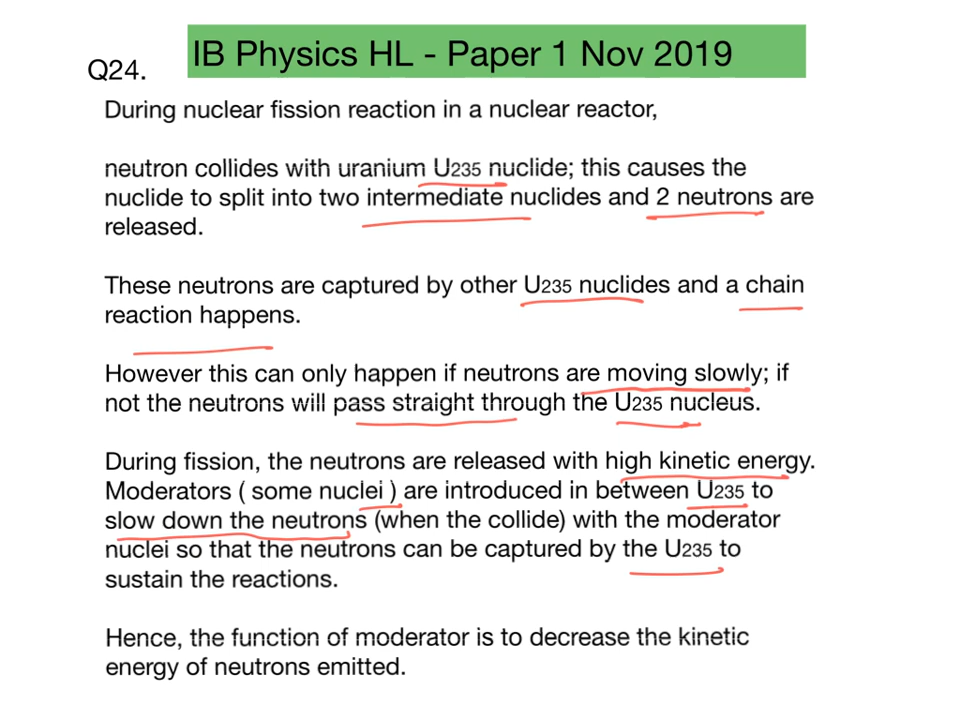 IB Physics HL - Paper 1 Nov 2019
Q24.
During nuclear fission reaction in a nuclear reactor,
neutron collides with uranium U235 nuclide; this causes the
nuclide to split into two intermediate nuclides and 2 neutrons are
released.
These neutrons are captured by other U235 nuclides and a chain
reaction happens.
However this can only happen if neutrons are moving slowly; if
not the neutrons will pass straight through the U235 nucleus.
During fission, the neutrons are released with high kinetic energy.
Moderators ( some nuclei ) are introduced in between U235 to
slow down the neutrons (when the collide) with the moderator
nuclei so that the neutrons can be captured by the U235 to
sustain the reactions.
Hence, the function of moderator is to decrease the kinetic
energy of neutrons emitted.